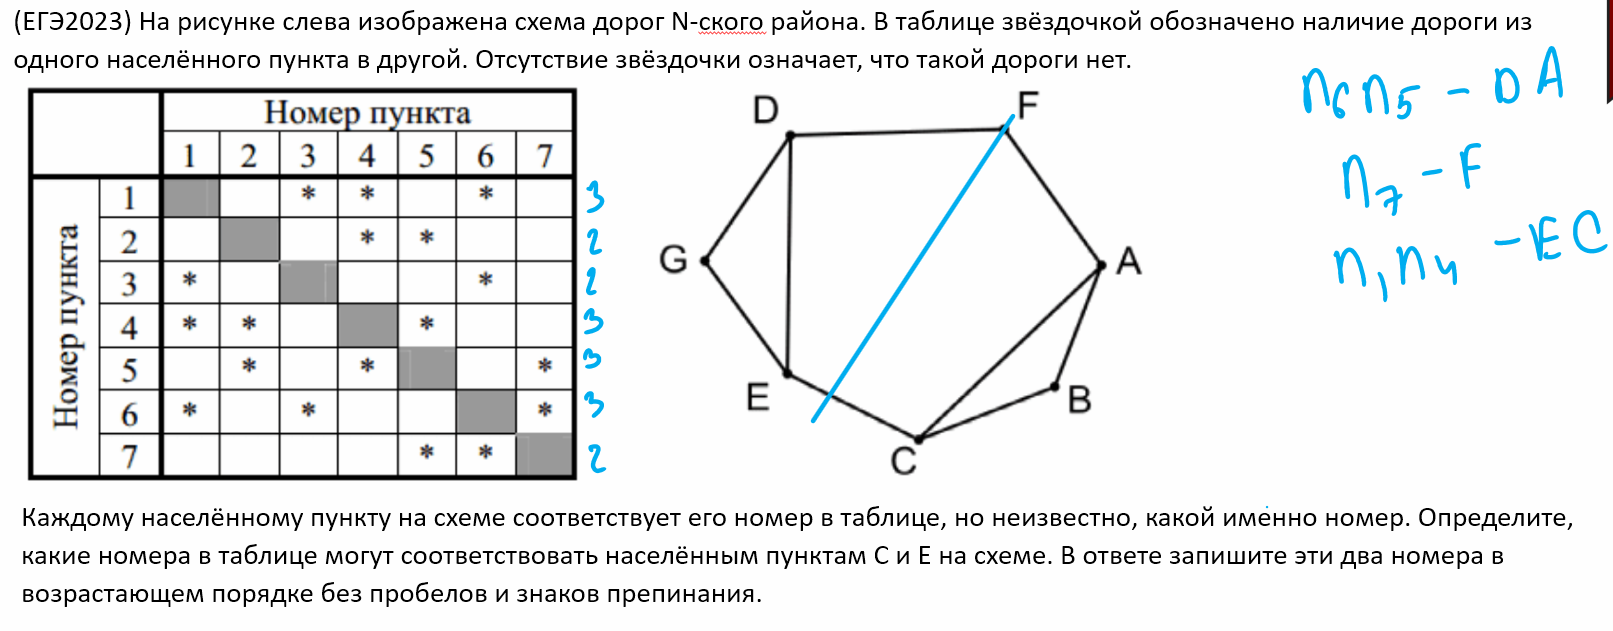 (ЕГЭ2023) На рисунке слева изображена схема дорог N-ского района. В таблице звёздочкой обозначено наличие дороги из
одного населённого пункта в другой. Отсутствие звёздочки означает, что такой дороги нет.
Номер пункта
1 2 3 4 5 6 7
Номер пункта
1 * * * 3
2 * * 2
3 * * 2
4 * * * 3
5 * * * 3
6 * * * 3
7 * * 2
D
F
G
A
E
B
C
n6 n5 - D A
n7 - F
n1 n4 - E C
Каждому населённому пункту на схеме соответствует его номер в таблице, но неизвестно, какой именно номер. Определите,
какие номера в таблице могут соответствовать населённым пунктам C и E на схеме. В ответе запишите эти два номера в
возрастающем порядке без пробелов и знаков препинания.